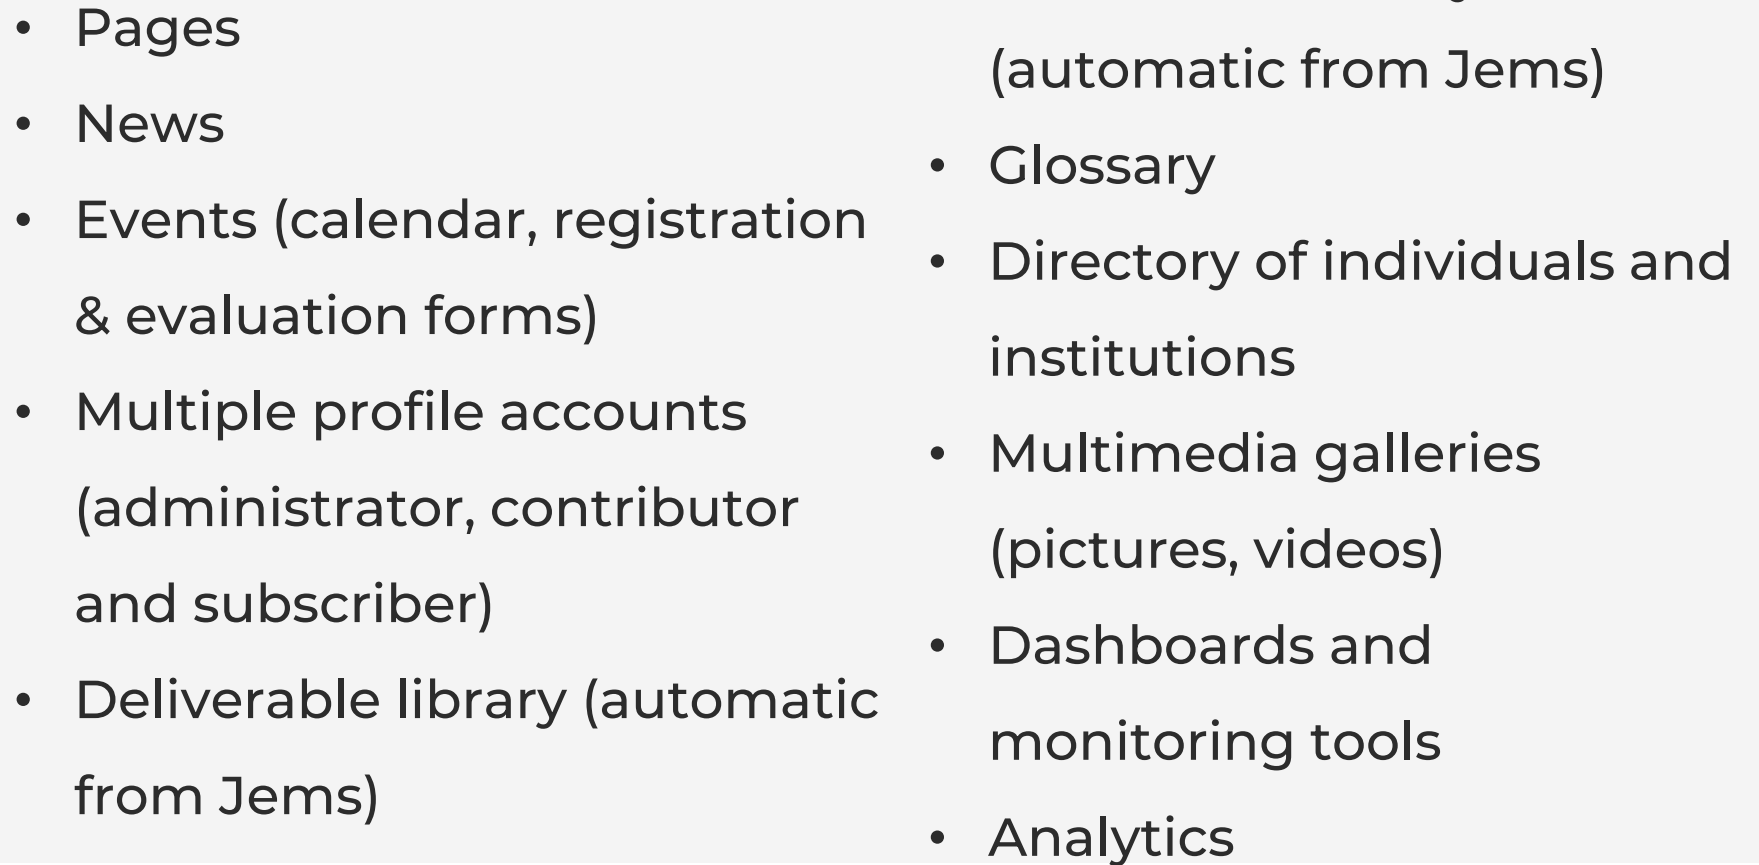 • Pages
• News
• Events (calendar, registration
& evaluation forms)
• Multiple profile accounts
(administrator, contributor
and subscriber)
• Deliverable library (automatic
from Jems)
(automatic from Jems)
• Glossary
• Directory of individuals and
institutions
• Multimedia galleries
(pictures, videos)
• Dashboards and
monitoring tools
• Analytics